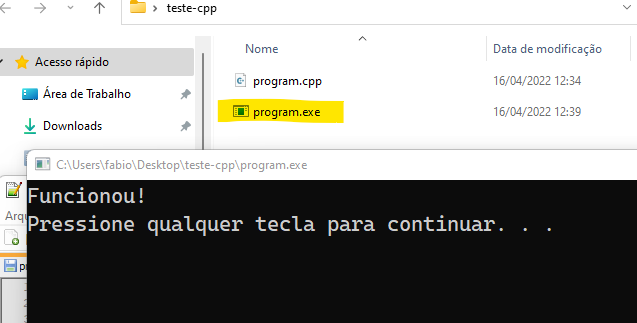 teste-cpp
Nome
Data de modificação
Acesso rápido
program.cpp
16/04/2022 12:34
Área de Trabalho
program.exe
16/04/2022 12:39
Downloads
C:\Users\fabio\Desktop\teste-cpp\program.exe
Funcionou!
Pressione qualquer tecla para continuar. . .
Arqu